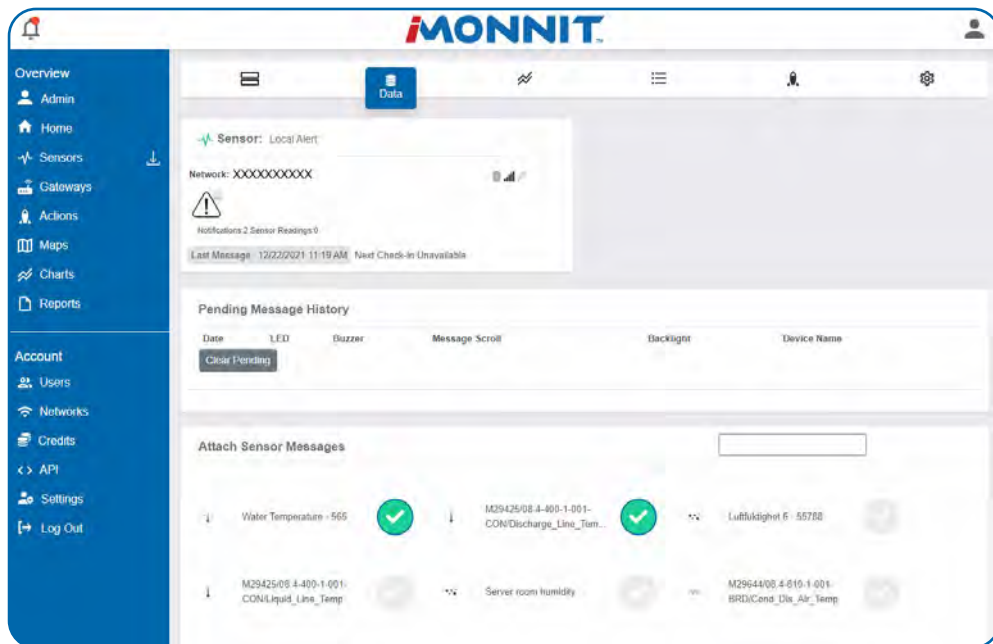 iMONNIT™
Overview
Admin
Home
Sensors
Gateways
Actions
Maps
Charts
Reports
Account
Users
Networks
Credits
API
Settings
Log Out
Data
Sensor: Local Alert
Network: XXXXXXXXXX
Notifications 2 Sensor Readings 0
Last Message 12/22/2021 11:19 AM Next Check-In Unavailable
Pending Message History
Date LED Buzzer Message Scroll Backlight Device Name
Clear Pending
Attach Sensor Messages
Water Temperature - 565
M29425/08.4-400-1-001-
CON/Discharge_Line_Tem...
Luftfuktighet 6 - 55768
M29425/08.4-400-1-001-
CON/Liquid_Line_Temp
Server room humidity
M29644/08.4-610-1-001-
BRD/Cond_Dis_Air_Temp